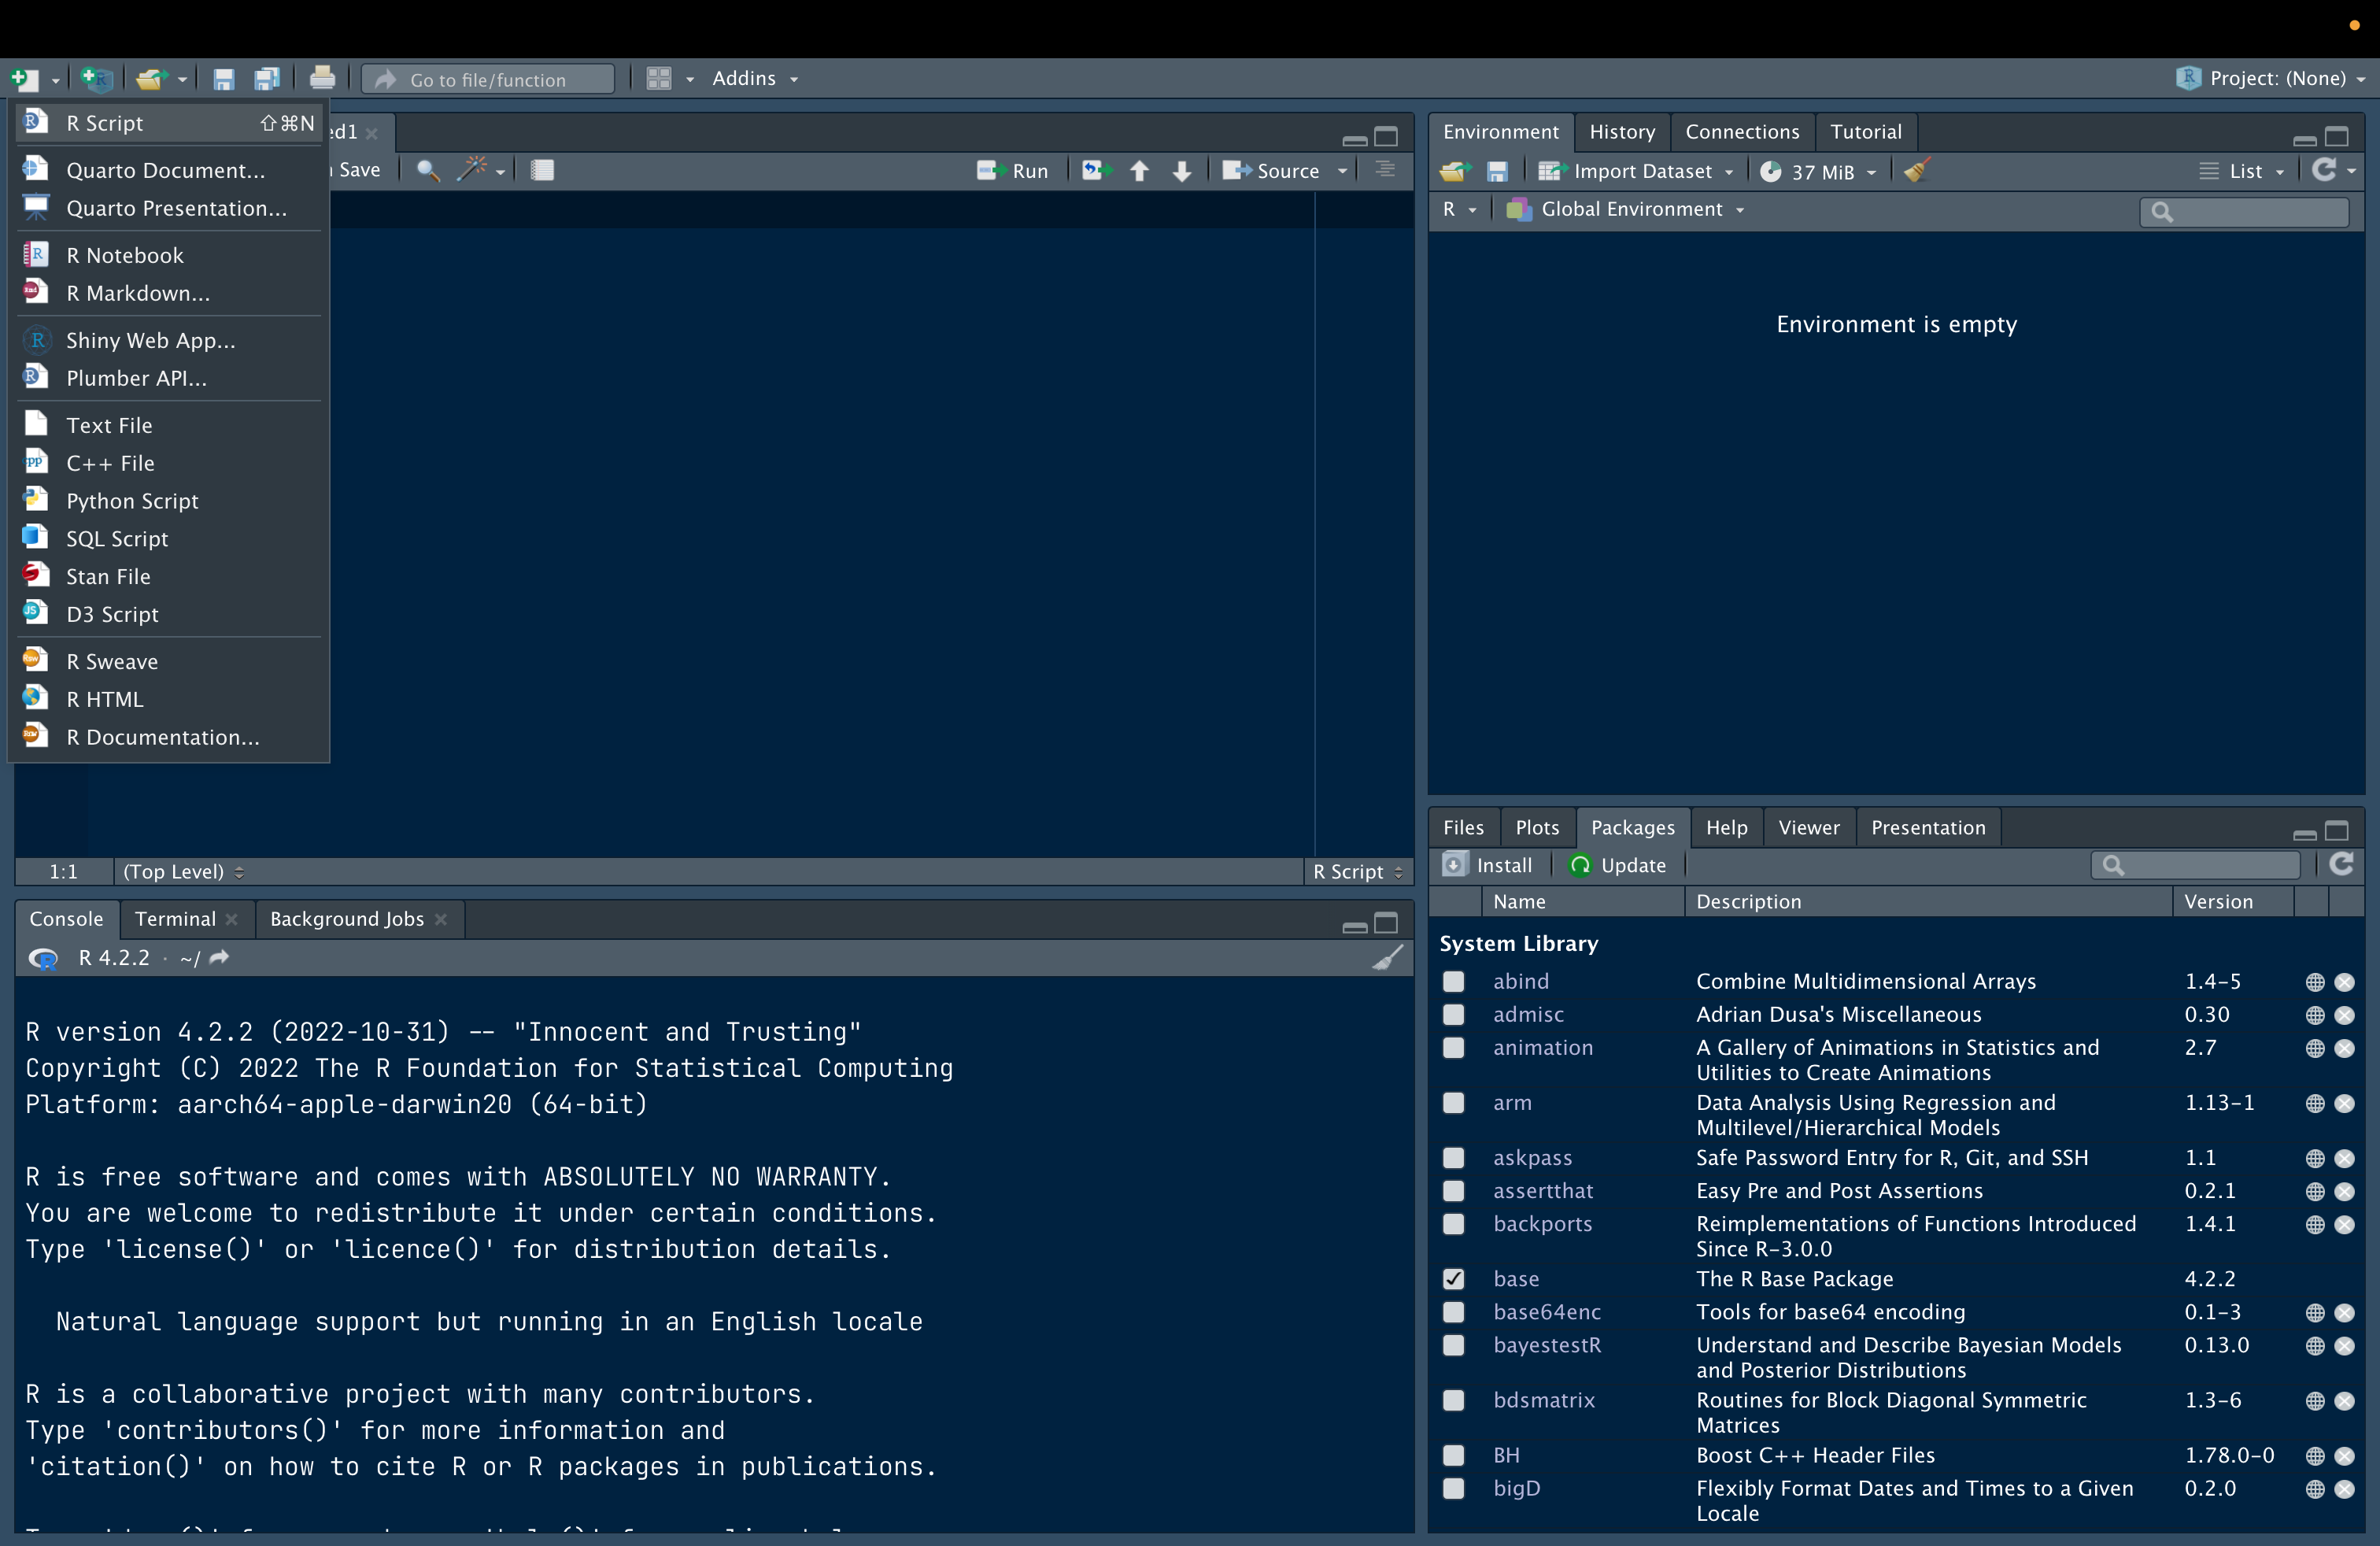 Go to file/function
Addins
Project: (None)
R Script ⇧⌘N
Quarto Document...
Quarto Presentation...
R Notebook
R Markdown...
Shiny Web App...
Plumber API...
Text File
C++ File
Python Script
SQL Script
Stan File
D3 Script
R Sweave
R HTML
R Documentation...
ed1
Save
Run
Source
1:1
(Top Level)
R Script
Console
Terminal
Background Jobs
R 4.2.2 · ~/
R version 4.2.2 (2022-10-31) -- "Innocent and Trusting"
Copyright (C) 2022 The R Foundation for Statistical Computing
Platform: aarch64-apple-darwin20 (64-bit)
R is free software and comes with ABSOLUTELY NO WARRANTY.
You are welcome to redistribute it under certain conditions.
Type 'license()' or 'licence()' for distribution details.
Natural language support but running in an English locale
R is a collaborative project with many contributors.
Type 'contributors()' for more information and
'citation()' on how to cite R or R packages in publications.
Environment
History
Connections
Tutorial
Import Dataset
37 MiB
List
R
Global Environment
Environment is empty
Files
Plots
Packages
Help
Viewer
Presentation
Install
Update
Name Description Version
System Library
abind Combine Multidimensional Arrays 1.4-5
admisc Adrian Dusa's Miscellaneous 0.30
animation A Gallery of Animations in Statistics and 2.7
Utilities to Create Animations
arm Data Analysis Using Regression and 1.13-1
Multilevel/Hierarchical Models
askpass Safe Password Entry for R, Git, and SSH 1.1
assertthat Easy Pre and Post Assertions 0.2.1
backports Reimplementations of Functions Introduced 1.4.1
Since R-3.0.0
base The R Base Package 4.2.2
base64enc Tools for base64 encoding 0.1-3
bayestestR Understand and Describe Bayesian Models 0.13.0
and Posterior Distributions
bdsmatrix Routines for Block Diagonal Symmetric 1.3-6
Matrices
BH Boost C++ Header Files 1.78.0-0
bigD Flexibly Format Dates and Times to a Given 0.2.0
Locale